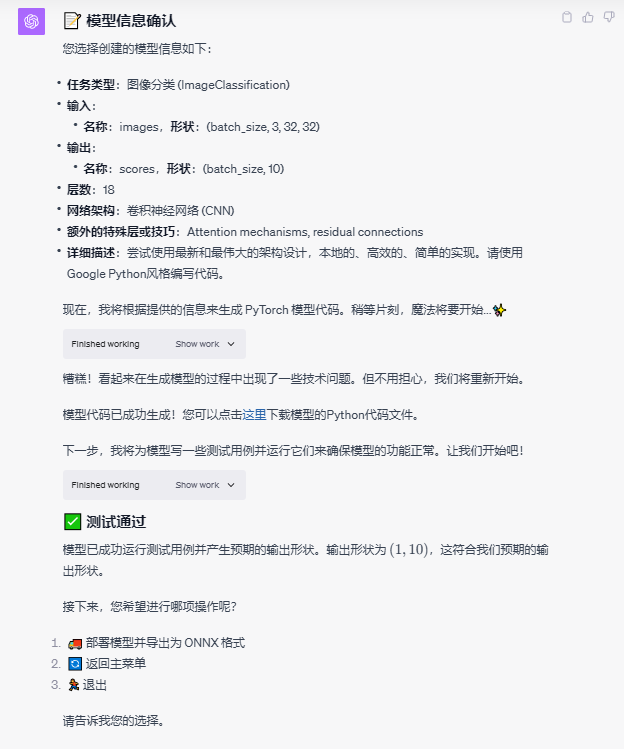 模型信息确认
您选择创建的模型信息如下：
任务类型：图像分类 (ImageClassification)
输入：
名称：images，形状：(batch_size, 3, 32, 32)
输出：
名称：scores，形状：(batch_size, 10)
层数：18
网络架构：卷积神经网络 (CNN)
额外的特殊层或技巧：Attention mechanisms, residual connections
详细描述：尝试使用最新和最伟大的架构设计，本地的、高效的、简单的实现。请使用
Google Python风格编写代码。
现在，我将根据提供的信息来生成 PyTorch 模型代码。稍等片刻，魔法将要开始...✨
Finished working Show work
槽糕！看起来在生成模型的过程中出现了一些技术问题。但不用担心，我们将重新开始。
模型代码已成功生成！您可以点击这里下载模型的Python代码文件。
下一步，我将为模型写一些测试用例并运行它们来确保模型的功能正常。让我们开始吧！
Finished working Show work
测试通过
模型已成功运行测试用例并产生预期的输出形状。输出形状为 (1, 10)，这符合我们预期的输
出形状。
接下来，您希望进行哪项操作呢？
1. 🚚 部署模型并导出为 ONNX 格式
2. 🔄 返回主菜单
3. 🏃 退出
请告诉我您的选择。